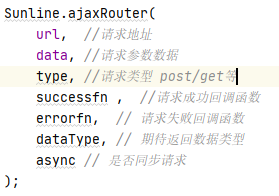 Sunline.ajaxRouter(
url, //请求地址
data, //请求参数数据
type, //请求类型 post/get等
successfn , //请求成功回调函数
errorfn, // 请求失败回调函数
dataType, // 期待返回数据类型
async // 是否同步请求
);